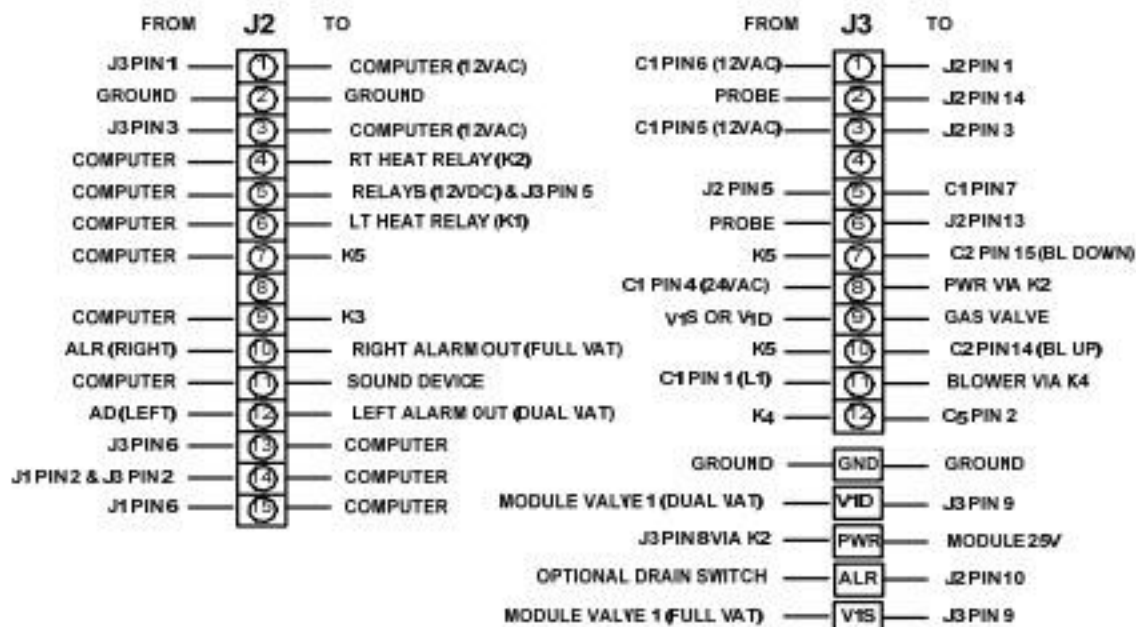 FROM J2 TO
J3 PIN 1 1 COMPUTER (12VAC)
GROUND 2 GROUND
J3 PIN 3 3 COMPUTER (12VAC)
COMPUTER 4 RT HEAT RELAY (K2)
COMPUTER 5 RELAYS (12VDC) & J3 PIN 5
COMPUTER 6 LT HEAT RELAY (K1)
COMPUTER 7 K5
8
COMPUTER 9 K3
ALR (RIGHT) 10 RIGHT ALARM OUT (FULL VAT)
COMPUTER 11 SOUND DEVICE
AD (LEFT) 12 LEFT ALARM OUT (DUAL VAT)
J3 PIN 6 13 COMPUTER
J1 PIN 2 & J3 PIN 2 14 COMPUTER
J1 PIN 6 15 COMPUTER
FROM J3 TO
C1 PIN 6 (12VAC) 1 J2 PIN 1
PROBE 2 J2 PIN 14
C1 PIN 5 (12VAC) 3 J2 PIN 3
4
J2 PIN 5 5 C1 PIN 7
PROBE 6 J2 PIN 13
K5 7 C2 PIN 15 (BL DOWN)
C1 PIN 4 (24VAC) 8 PWR VIA K2
V1S OR V1D 9 GAS VALVE
K5 10 C2 PIN 14 (BL UP)
C1 PIN 1 (L1) 11 BLOWER VIA K4
K4 12 C5 PIN 2
GROUND GND GROUND
MODULE VALVE 1 (DUAL VAT) V1D J3 PIN 9
J3 PIN 8 VIA K2 PWR MODULE 25V
OPTIONAL DRAIN SWITCH ALR J2 PIN 10
MODULE VALVE 1 (FULL VAT) V1S J3 PIN 9